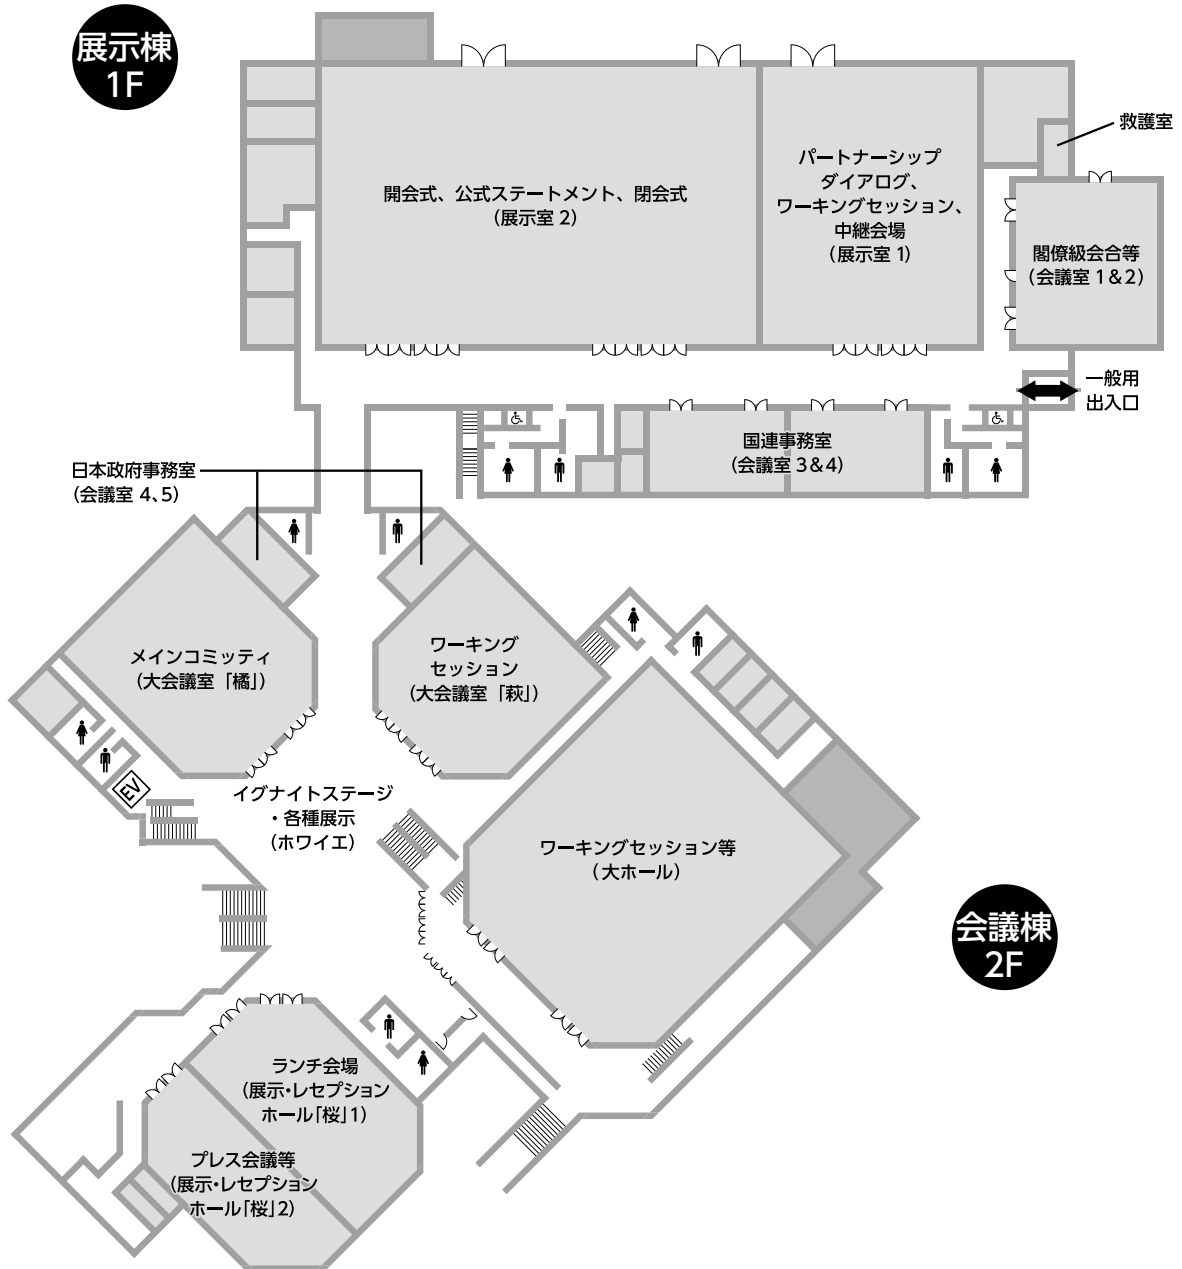 展示棟
1F
救護室
パートナーシップ
ダイアログ、
ワーキングセッション、
中継会場
（展示室 1）
開会式、公式ステートメント、閉会式
（展示室 2）
閣僚級会合等
（会議室 1＆2）
一般用
出入口
国連事務室
（会議室 3＆4）
日本政府事務室
（会議室 4、5）
メインコミッティ
（大会議室「橘」）
ワーキング
セッション
（大会議室「萩」）
EV
イグナイトステージ
・各種展示
（ホワイエ）
ワーキングセッション等
（大ホール）
会議棟
2F
ランチ会場
（展示・レセプション
ホール「桜」1）
プレス会議等
（展示・レセプション
ホール「桜」2）